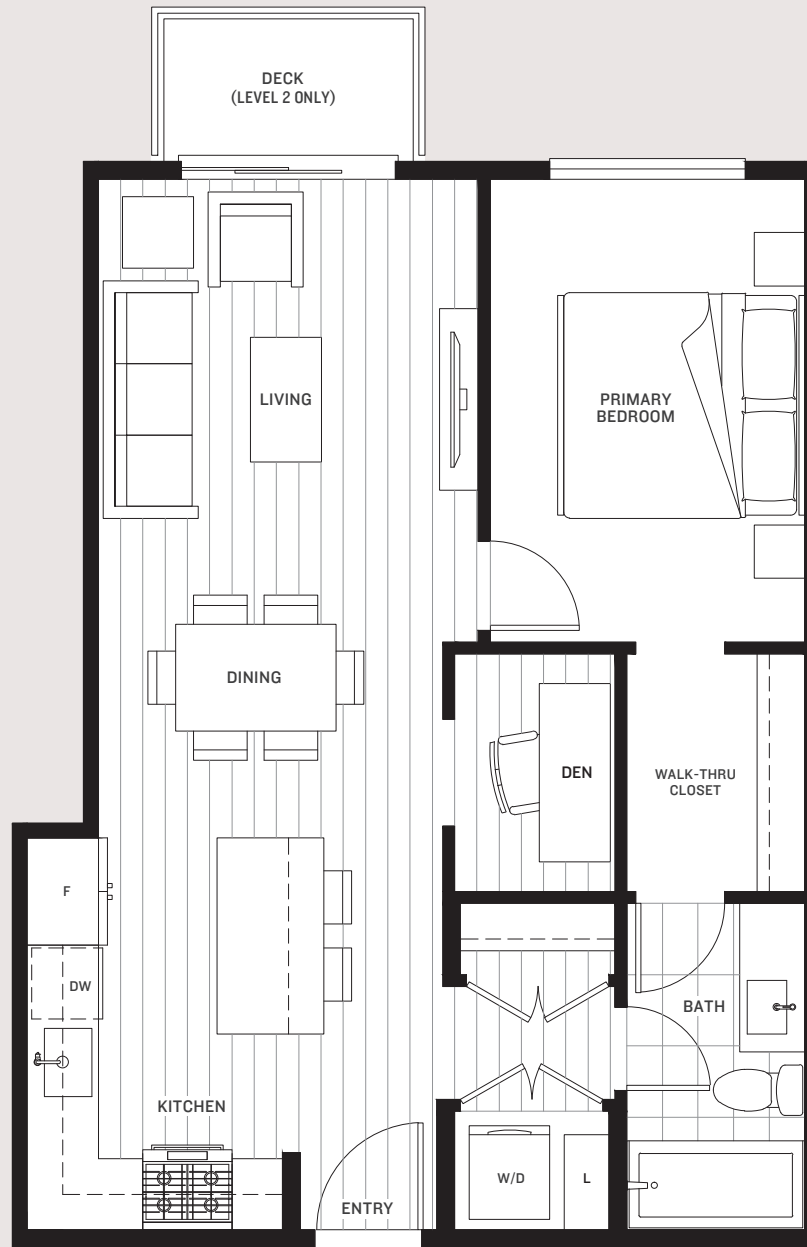 DECK
(LEVEL 2 ONLY)
LIVING
PRIMARY
BEDROOM
DINING
DEN
WALK-THRU
CLOSET
F
DW
BATH
KITCHEN
W/D
L
ENTRY